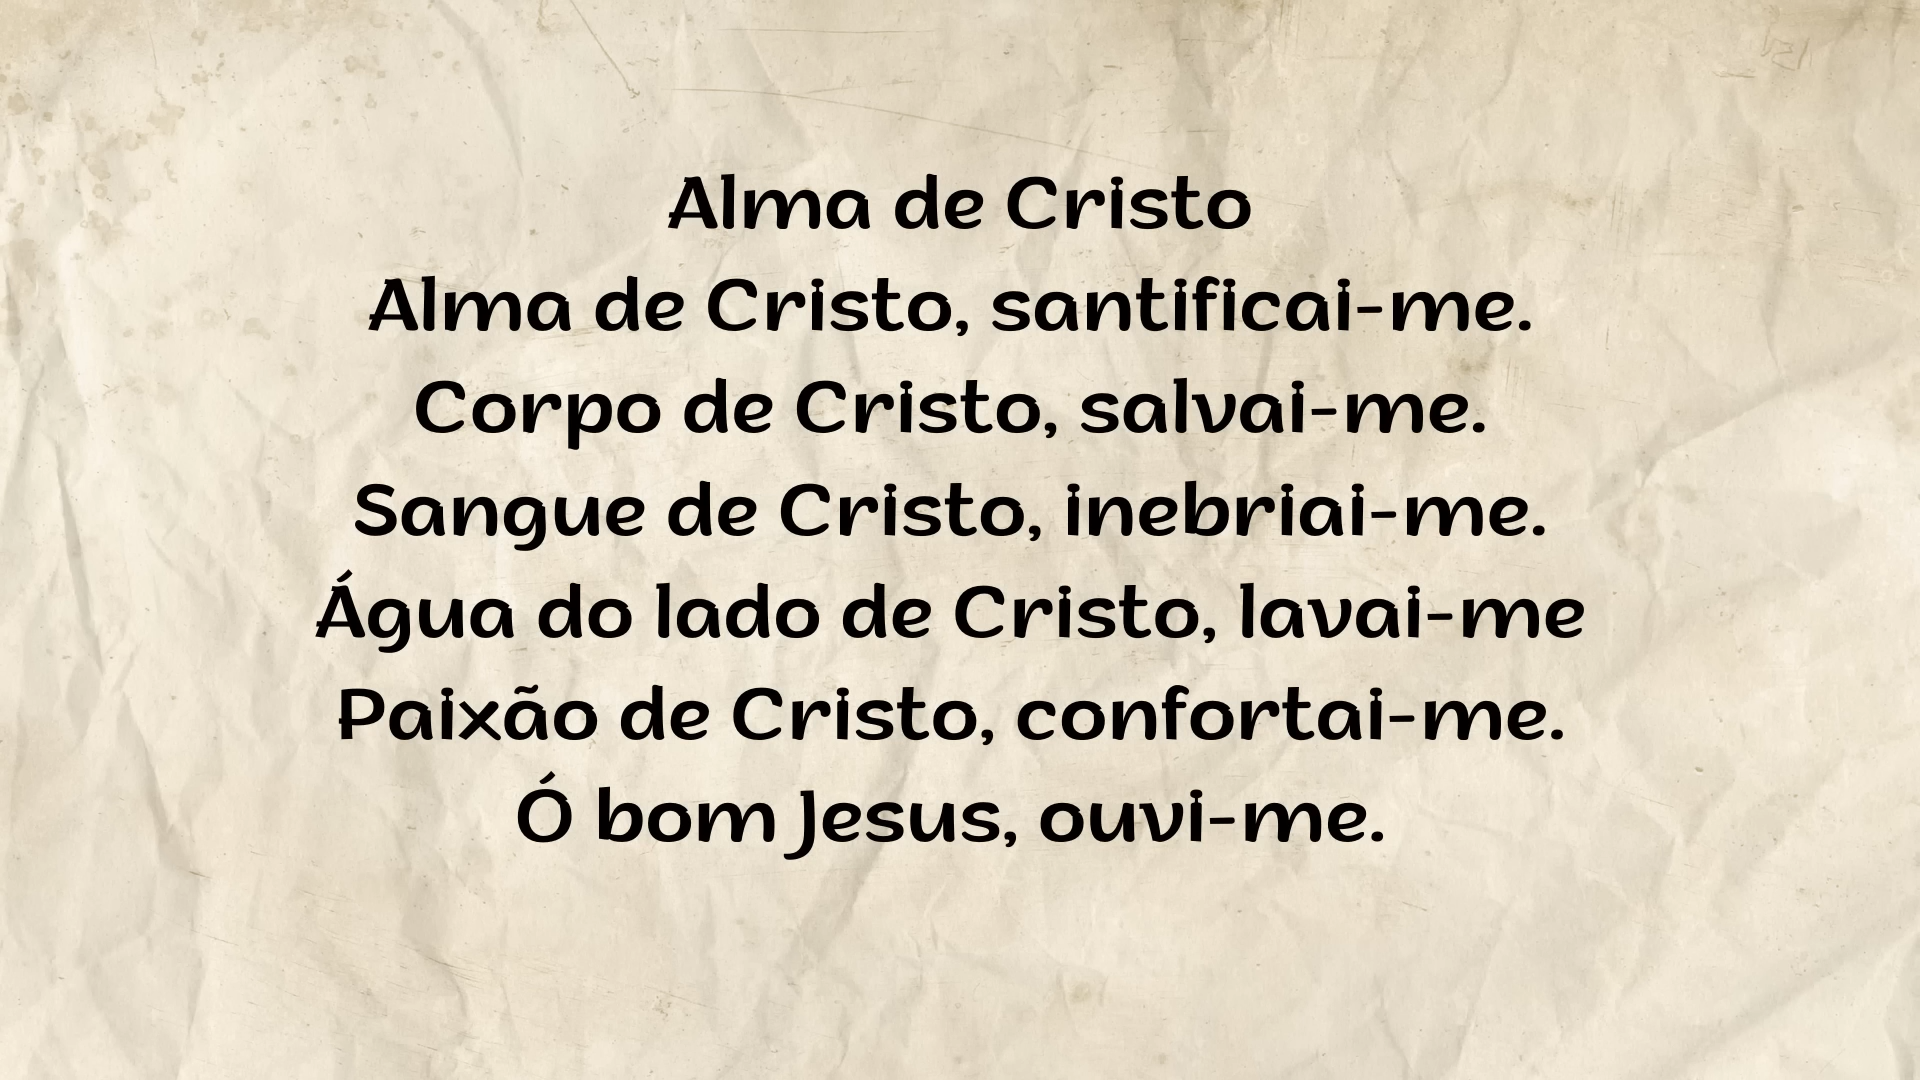 Alma de Cristo
Alma de Cristo, santificai-me.
Corpo de Cristo, salvai-me.
Sangue de Cristo, inebriai-me.
Água do lado de Cristo, lavai-me
Paixão de Cristo, confortai-me.
Ó bom Jesus, ouvi-me.